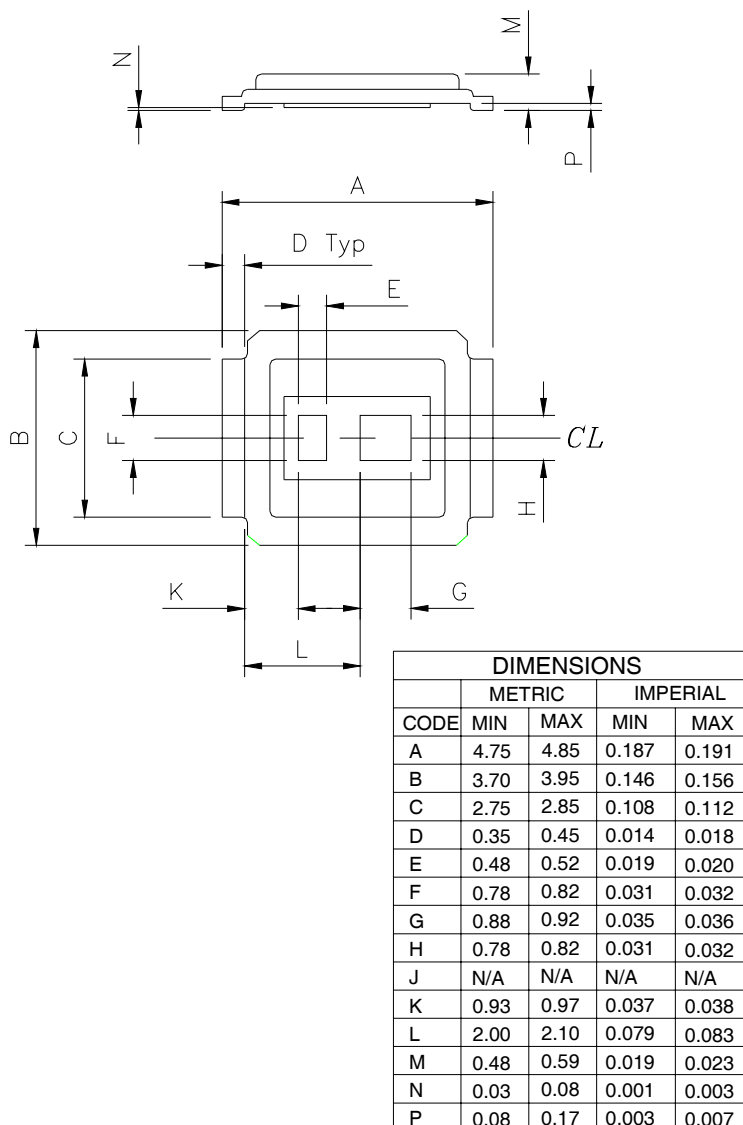 M
N
P
A
D Typ
E
B
C
F
CL
H
K
G
L
DIMENSIONS
METRIC IMPERIAL
CODE MIN MAX MIN MAX
A 4.75 4.85 0.187 0.191
B 3.70 3.95 0.146 0.156
C 2.75 2.85 0.108 0.112
D 0.35 0.45 0.014 0.018
E 0.48 0.52 0.019 0.020
F 0.78 0.82 0.031 0.032
G 0.88 0.92 0.035 0.036
H 0.78 0.82 0.031 0.032
J N/A N/A N/A N/A
K 0.93 0.97 0.037 0.038
L 2.00 2.10 0.079 0.083
M 0.48 0.59 0.019 0.023
N 0.03 0.08 0.001 0.003
P 0.08 0.17 0.003 0.007